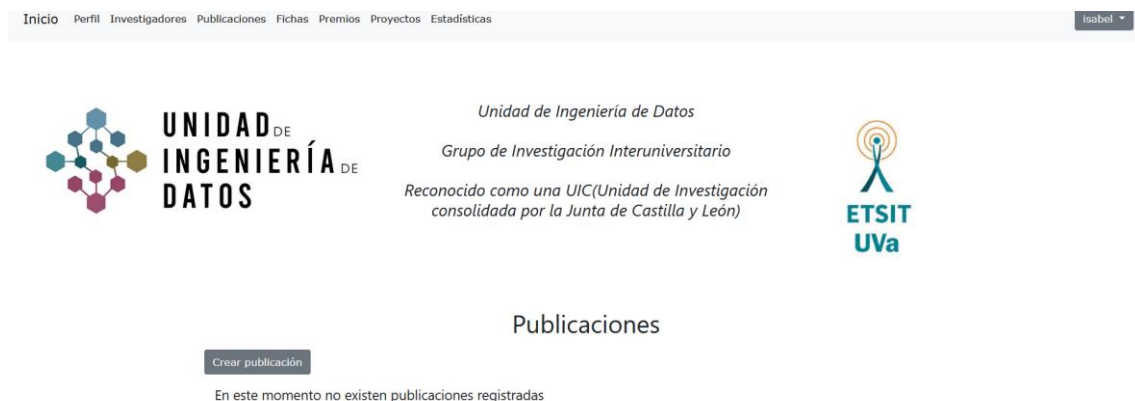 Inicio Perfil Investigadores Publicaciones Fichas Premios Proyectos Estadísticas isabel
UNIDAD DE
INGENIERÍA DE
DATOS
Unidad de Ingeniería de Datos
Grupo de Investigación Interuniversitario
Reconocido como una UIC(Unidad de Investigación
consolidada por la Junta de Castilla y León)
ETSIT
UVa
Publicaciones
Crear publicación
En este momento no existen publicaciones registradas